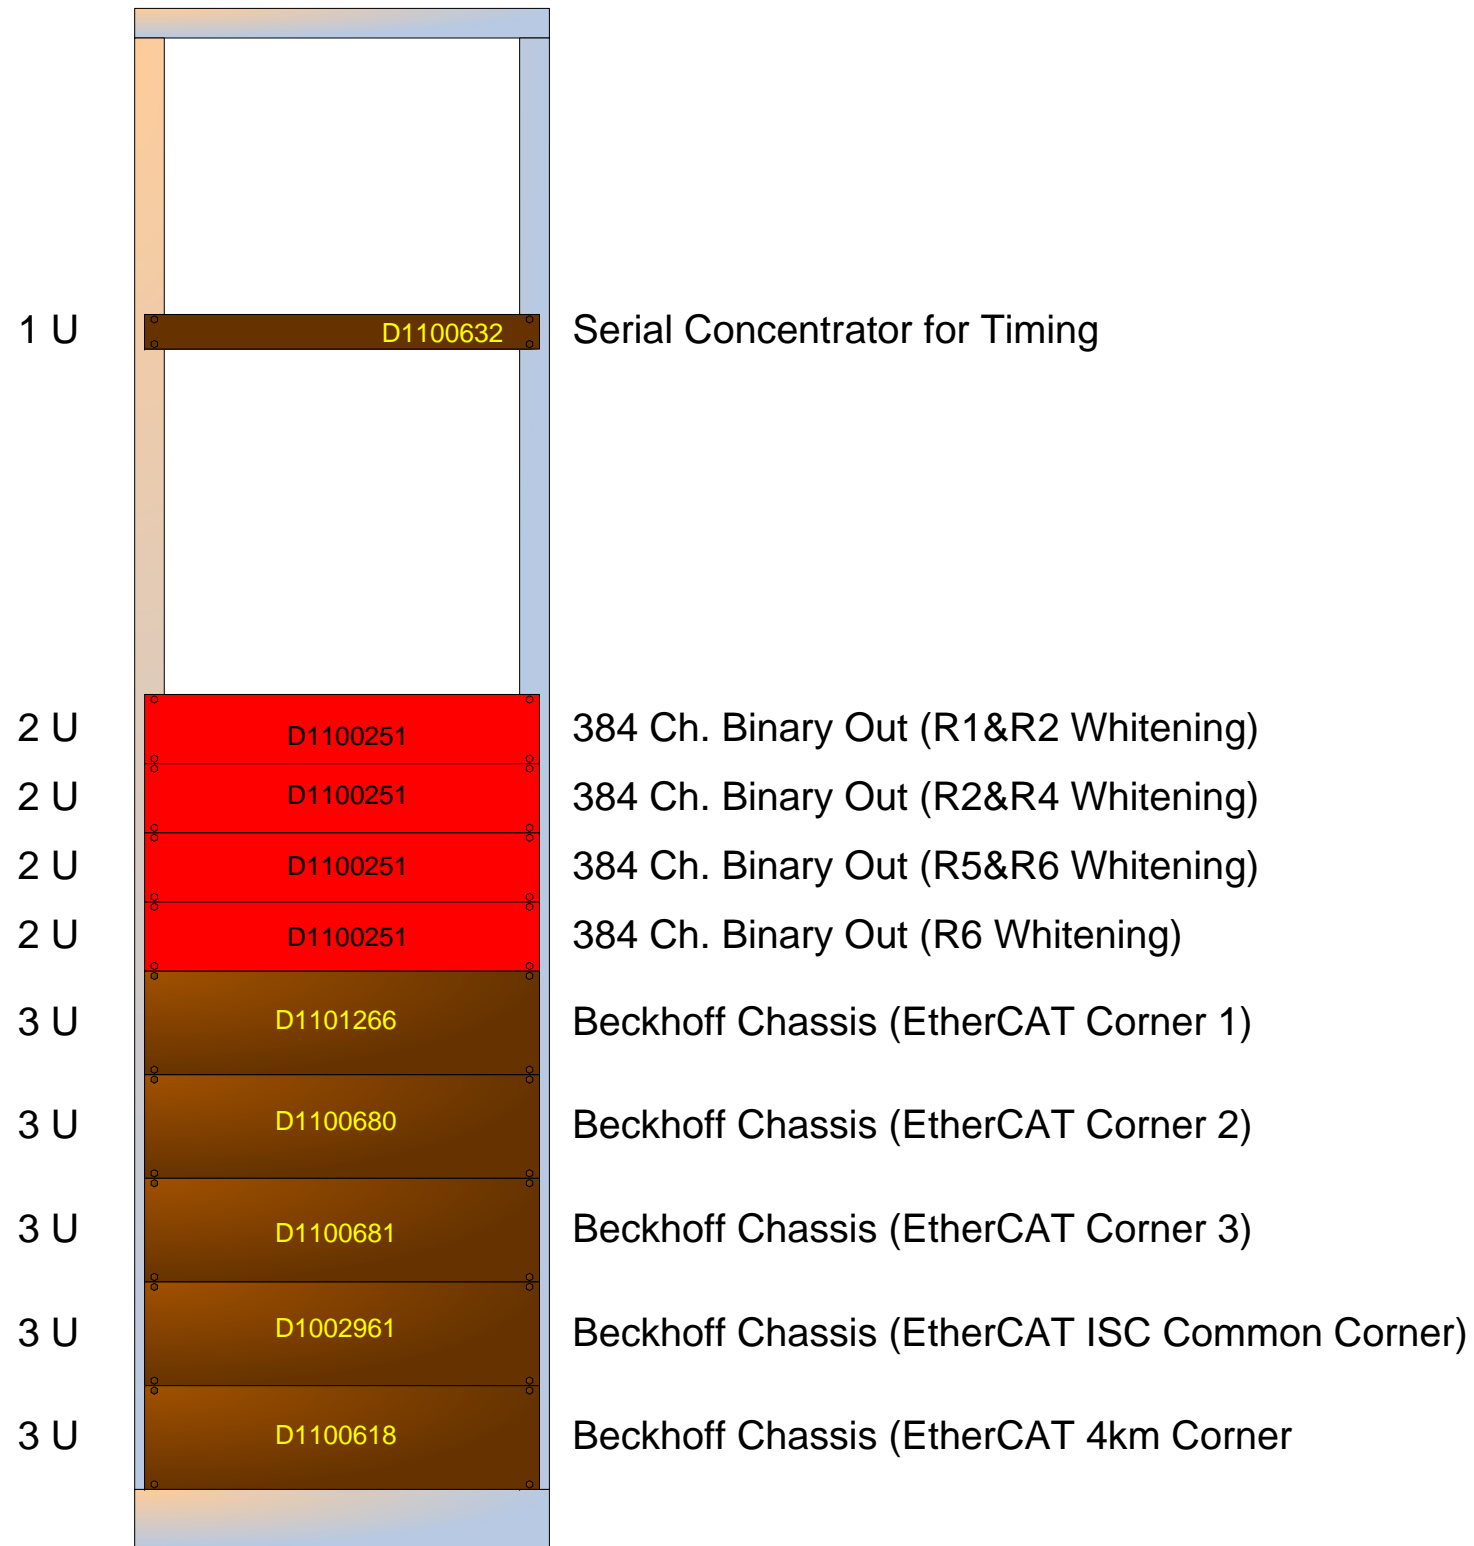 1 U D1100632 Serial Concentrator for Timing
2 U D1100251 384 Ch. Binary Out (R1&R2 Whitening)
2 U D1100251 384 Ch. Binary Out (R2&R4 Whitening)
2 U D1100251 384 Ch. Binary Out (R5&R6 Whitening)
2 U D1100251 384 Ch. Binary Out (R6 Whitening)
3 U D1101266 Beckhoff Chassis (EtherCAT Corner 1)
3 U D1100680 Beckhoff Chassis (EtherCAT Corner 2)
3 U D1100681 Beckhoff Chassis (EtherCAT Corner 3)
3 U D1002961 Beckhoff Chassis (EtherCAT ISC Common Corner)
3 U D1100618 Beckhoff Chassis (EtherCAT 4km Corner